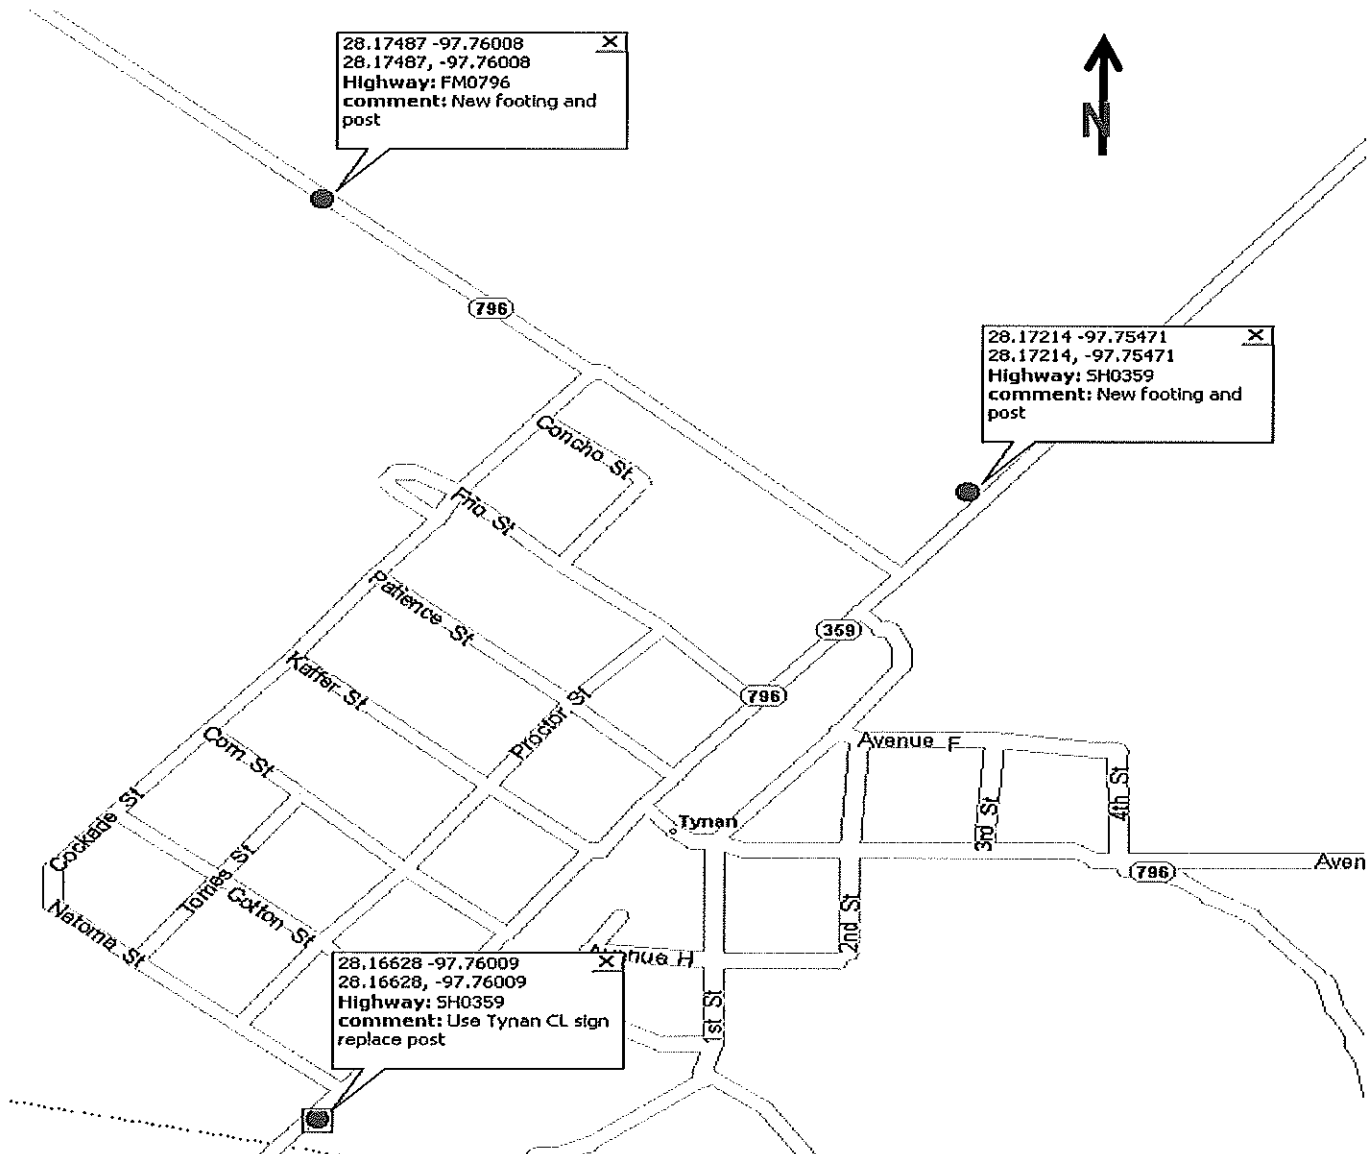 28.17487 -97.76008
28.17487, -97.76008
Highway: FM0796
comment: New footing and
post
N
796
28.17214 -97.75471
28.17214, -97.75471
Highway: SH0359
comment: New footing and
post
Concho St
Frio St
Patience St
359
Kaffer St
796
Proctor St
Corn St
Avenue F
Cockade St
Tynan
3rd St
4th St
Tomas St
Aven
796
Cotton St
Natoma St
2nd St
Avenue H
28.16628 -97.76009
28.16628, -97.76009
Highway: SH0359
comment: Use Tynan CL sign
replace post
1st St